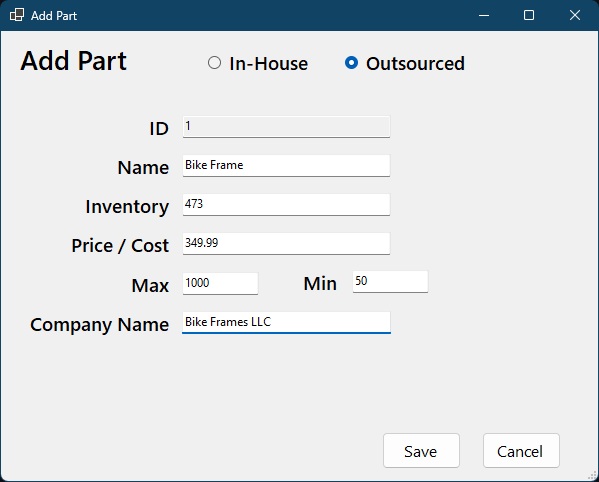 Add Part
Add Part In-House Outsourced
ID 1
Name Bike Frame
Inventory 473
Price / Cost 349.99
Max 1000 Min 50
Company Name Bike Frames LLC
Save Cancel